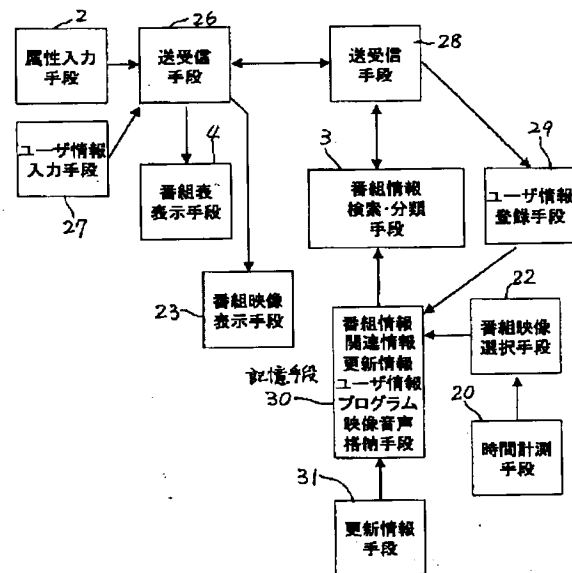 2
26
28
属性入力
手段
送受信
手段
送受信
手段
ユーザ情報
入力手段
27
4
番組表
表示手段
3
番組情報
検索・分類
手段
29
ユーザ情報
登録手段
23
番組映像
表示手段
22
番組映像
選択手段
記憶手段
30
番組情報
関連情報
更新情報
ユーザ情報
プログラム
映像音声
格納手段
20
時間計測
手段
31
更新情報
手段